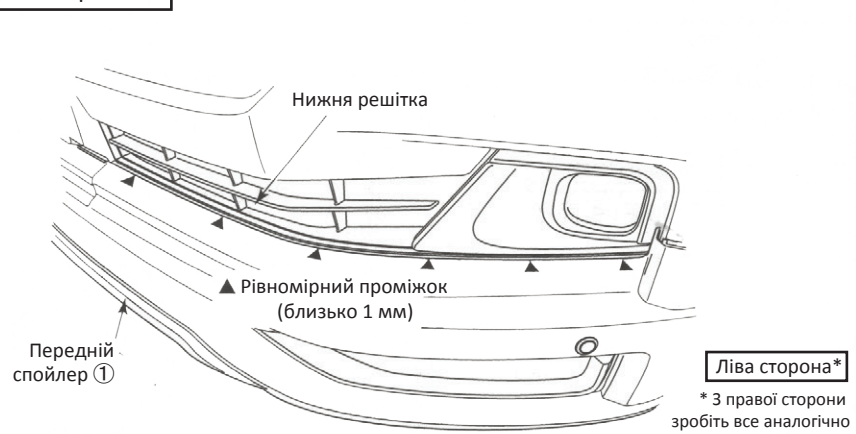 Нижня решітка
▲ Рівномірний проміжок
(близько 1 мм)
Передній
спойлер ①
Ліва сторона*
* З правої сторони
зробіть все аналогічно